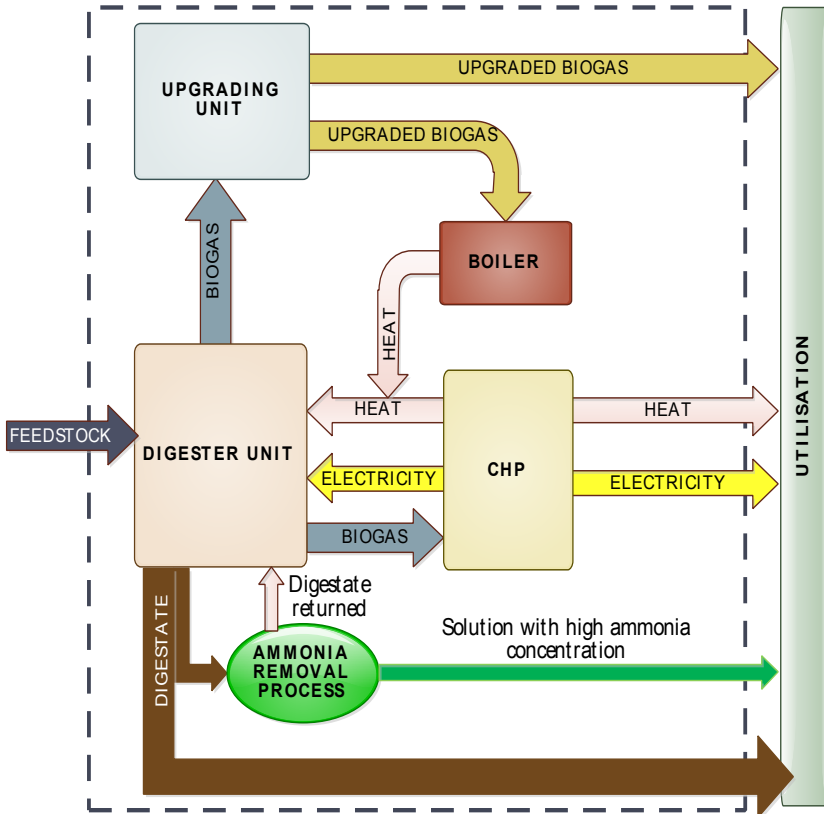 UPGRADING
UNIT
UPGRADED BIOGAS
UPGRADED BIOGAS
BIOGAS
BOILER
HEAT
UTILISATION
FEEDSTOCK
DIGESTER UNIT
HEAT
CHP
HEAT
ELECTRICITY
ELECTRICITY
BIOGAS
DIGESTATE
Digestate
returned
AMMONIA
REMOVAL
PROCESS
Solution with high ammonia
concentration